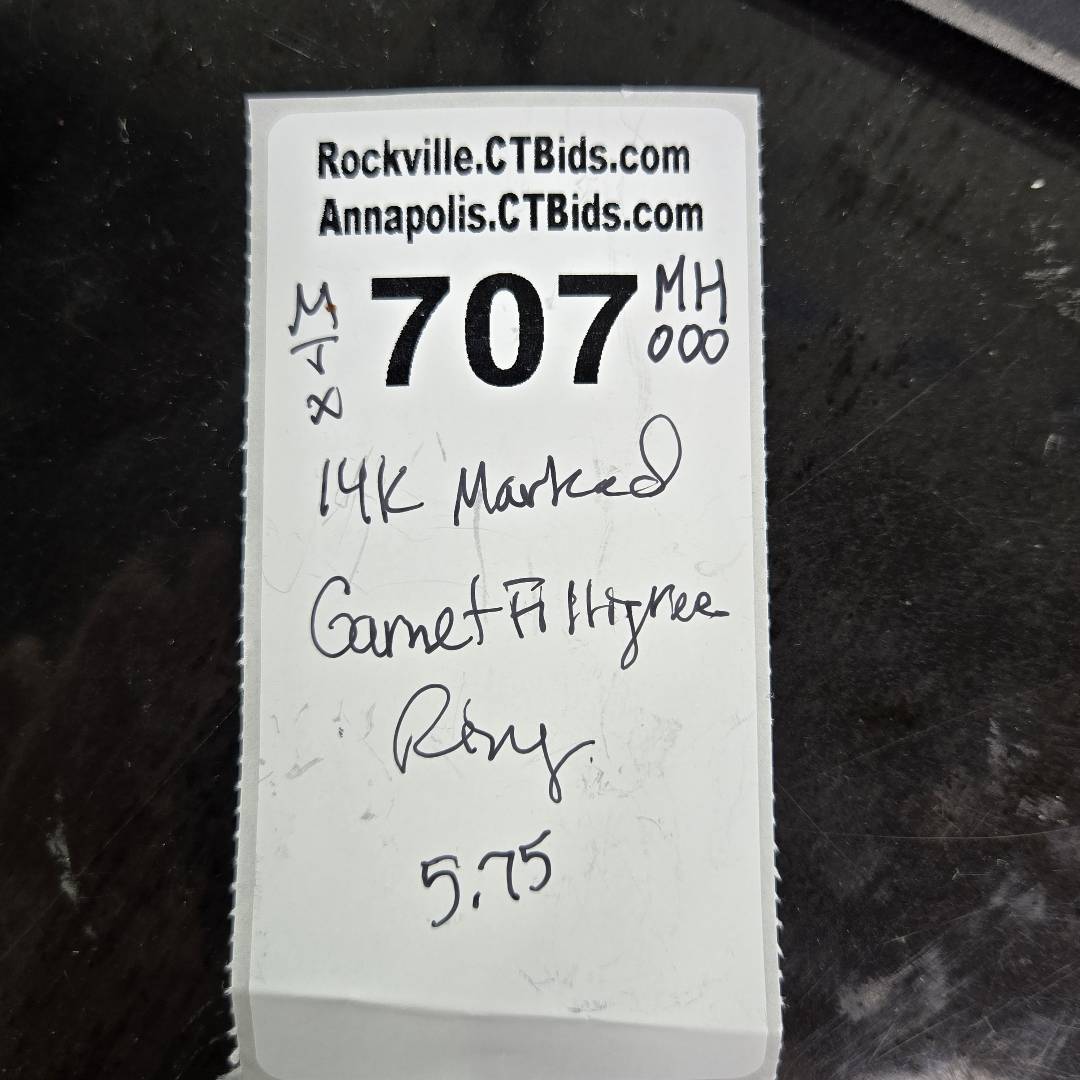 Rockville.CTBids.com
Annapolis.CTBids.com
707
MH
000
14K Marked
Garnet Filligree
Ring.
5.75